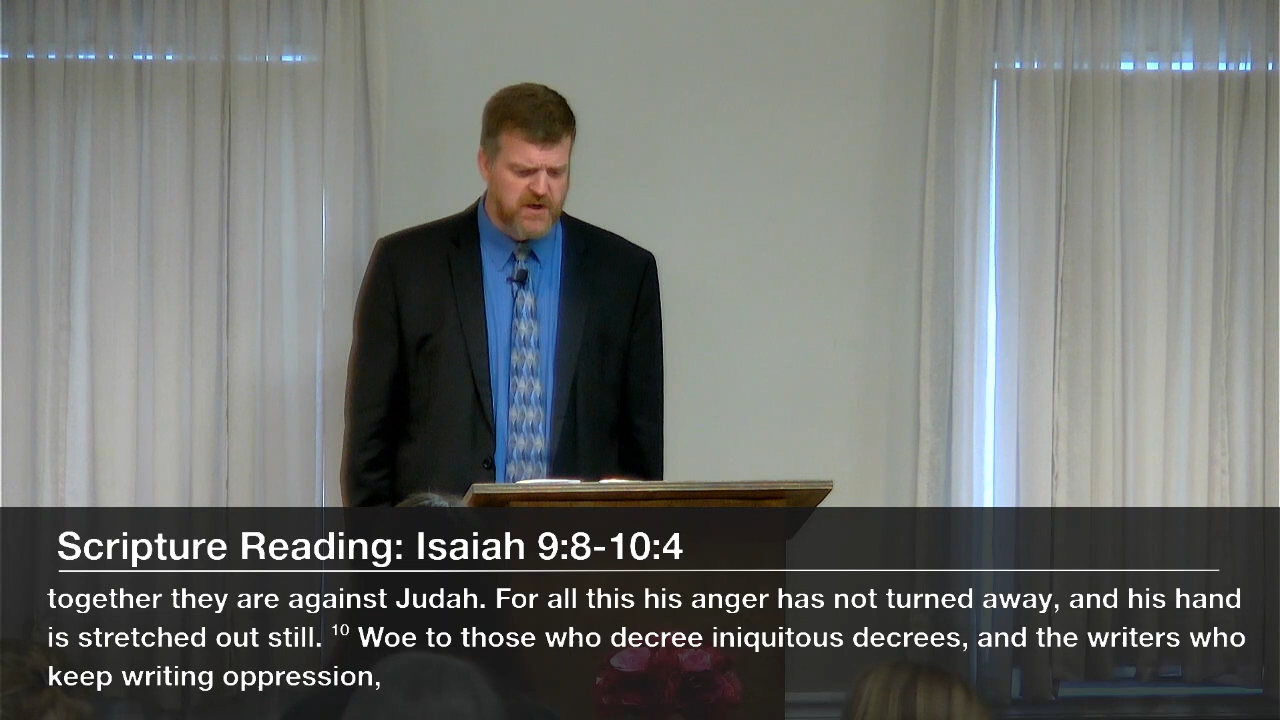 Scripture Reading: Isaiah 9:8-10:4
together they are against Judah. For all this his anger has not turned away, and his hand
is stretched out still. ¹⁰ Woe to those who decree iniquitous decrees, and the writers who
keep writing oppression,